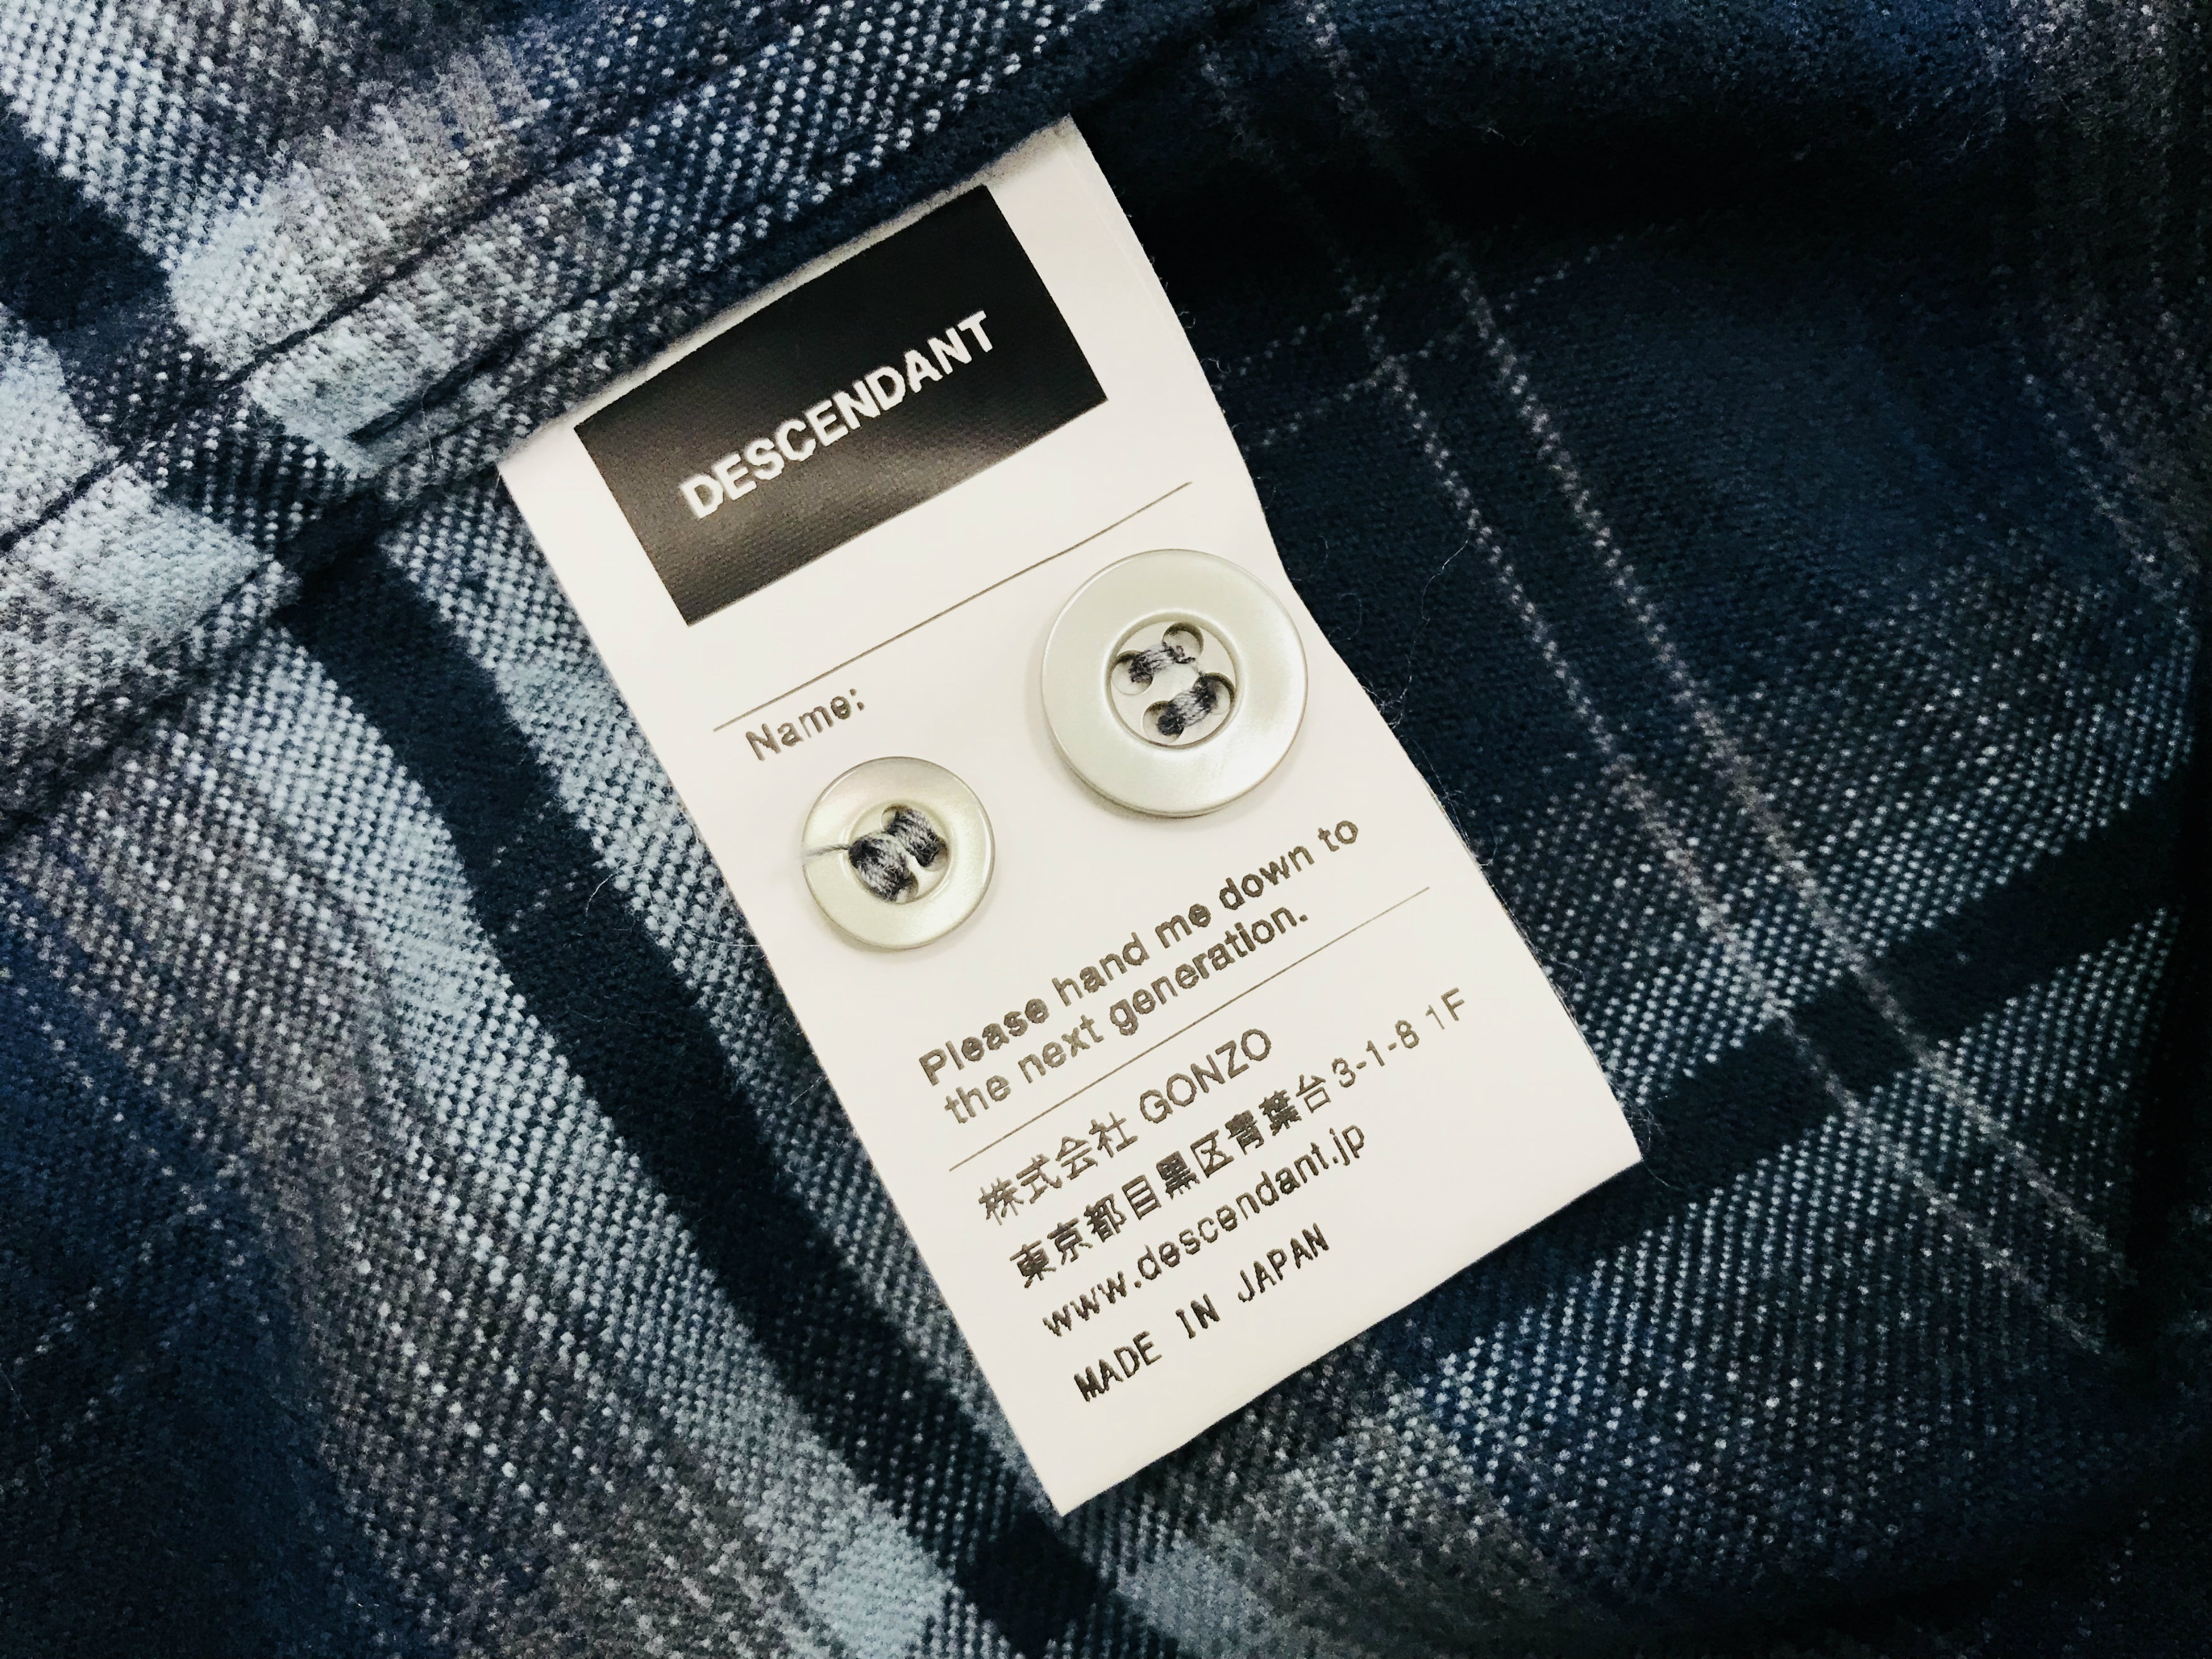 DESCENDANT
Name:
Please hand me down to
the next generation.
株式会社 GONZO
東京都目黒区青葉台3-1-8 1F
www.descendant.jp
MADE IN JAPAN